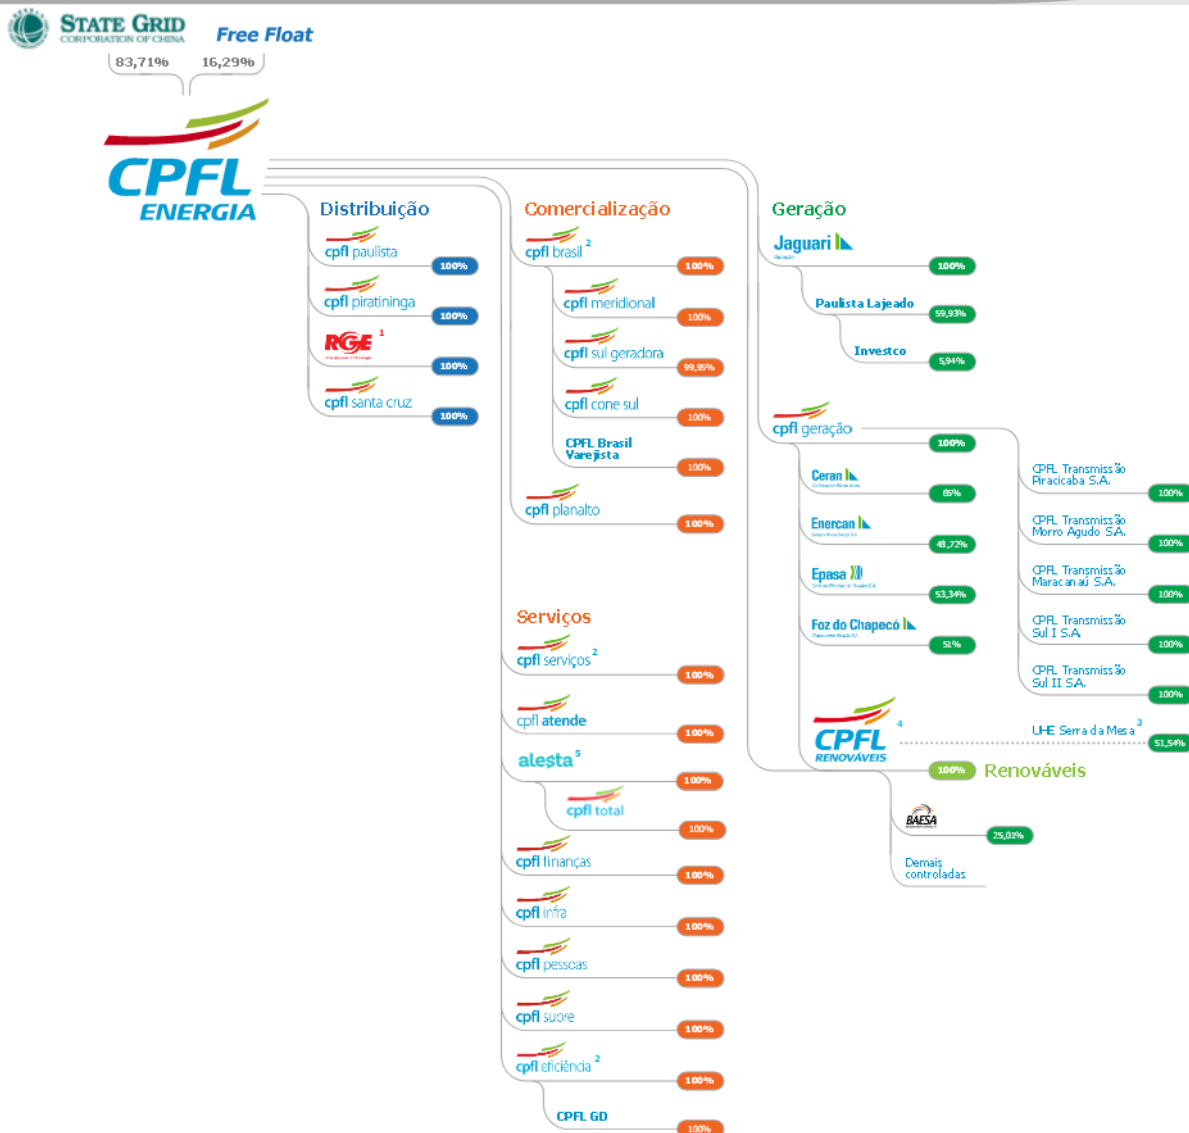 STATE GRID
CORPORATION OF CHINA
Free Float
83,71%
16,29%
CPFL
ENERGIA
Distribuição
cpfl paulista
100%
cpfl piratininga
100%
RGE 1
100%
cpfl santa cruz
100%
Comercialização
cpfl brasil 2
100%
cpfl meridional
100%
cpfl sul geradora
99,95%
cpfl cone sul
100%
CPFL Brasil
Varejista
100%
cpfl planalto
100%
Serviços
cpfl serviços 2
100%
cpfl atende
100%
alesta 5
100%
cpfl total
100%
cpfl finanças
100%
cpfl infra
100%
cpfl pessoas
100%
cpfl supre
100%
cpfl eficiência 2
100%
CPFL GD
100%
Geração
Jaguari
100%
Paulista Lajeado
59,93%
Investco
5,94%
cpfl geração
100%
Ceran
65%
Enercan
48,72%
Epasa
53,34%
Foz do Chapecó
51%
CPFL Transmissão
Piracicaba S.A.
100%
CPFL Transmissão
Morro Agudo S.A.
100%
CPFL Transmissão
Maracanaú S.A.
100%
CPFL Transmissão
Sul I S.A.
100%
CPFL Transmissão
Sul II S.A.
100%
CPFL 4
RENOVÁVEIS
UHE Serra da Mesa 3
51,54%
100%
Renováveis
BAESA
25,01%
Demais
controladas